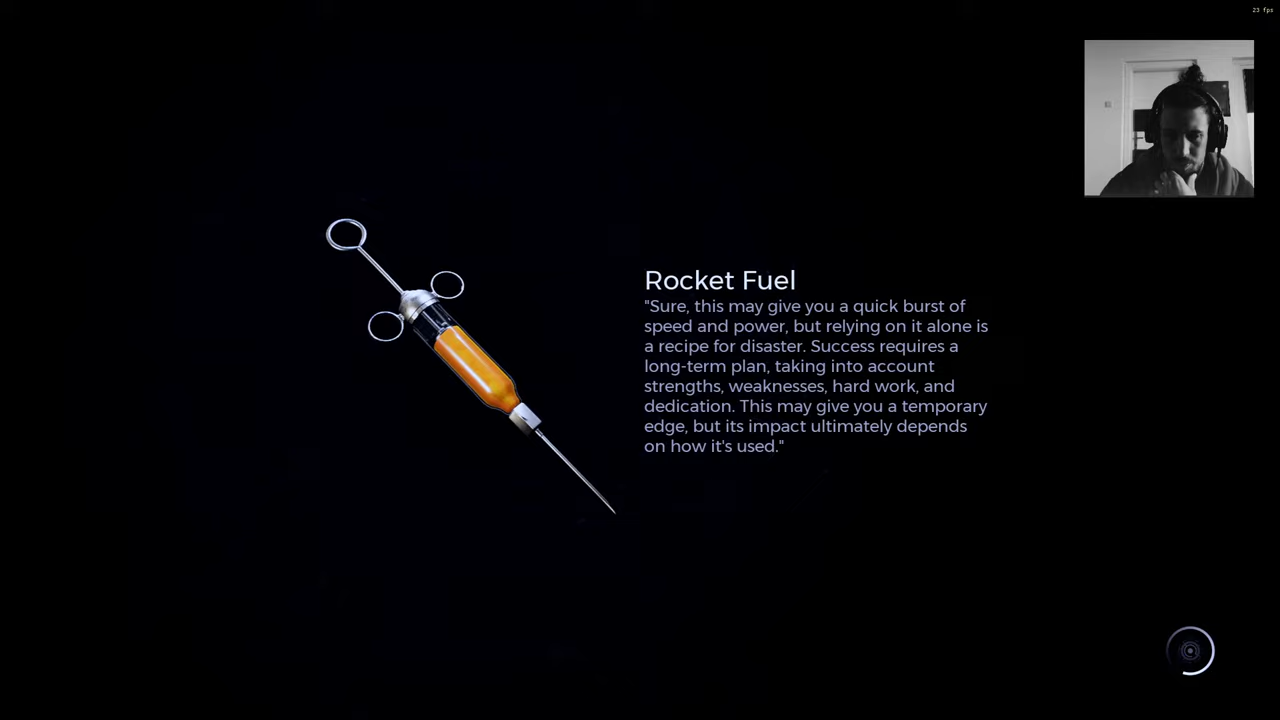 23 fps
Rocket Fuel
"Sure, this may give you a quick burst of
speed and power, but relying on it alone is
a recipe for disaster. Success requires a
long-term plan, taking into account
strengths, weaknesses, hard work, and
dedication. This may give you a temporary
edge, but its impact ultimately depends
on how it's used."